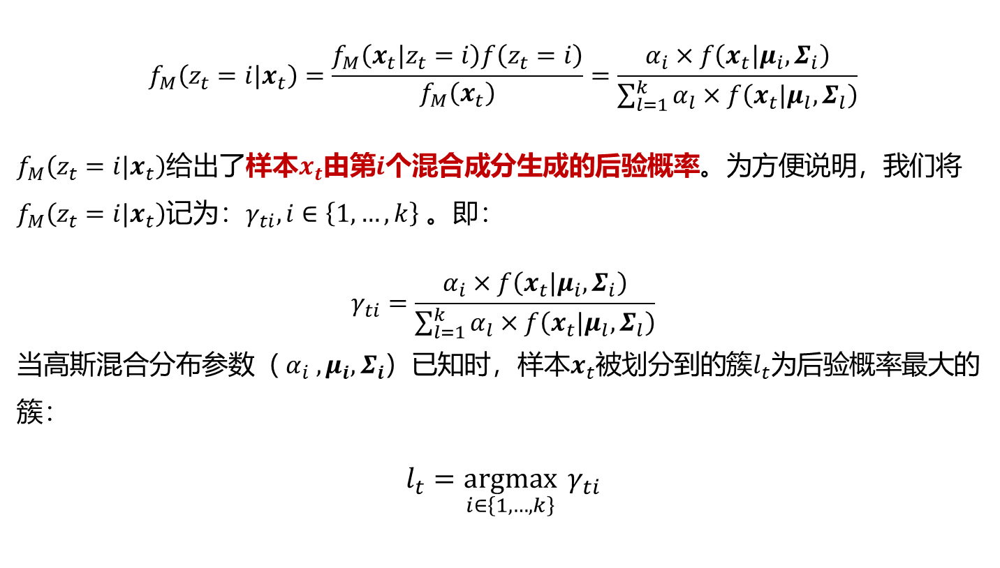 $f_M(z_t = i|\boldsymbol{x}_t) = \frac{f_M(\boldsymbol{x}_t|z_t = i)f(z_t = i)}{f_M(\boldsymbol{x}_t)} = \frac{\alpha_i \times f(\boldsymbol{x}_t|\boldsymbol{\mu}_i, \boldsymbol{\Sigma}_i)}{\sum_{l=1}^{k} \alpha_l \times f(\boldsymbol{x}_t|\boldsymbol{\mu}_l, \boldsymbol{\Sigma}_l)}$
$f_M(z_t = i|\boldsymbol{x}_t)$给出了样本$\boldsymbol{x}_t$由第$\boldsymbol{i}$个混合成分生成的后验概率。为方便说明，我们将
$f_M(z_t = i|\boldsymbol{x}_t)$记为：$\gamma_{ti}, i \in \{1, \dots, k\}$ 。即：
$\gamma_{ti} = \frac{\alpha_i \times f(\boldsymbol{x}_t|\boldsymbol{\mu}_i, \boldsymbol{\Sigma}_i)}{\sum_{l=1}^{k} \alpha_l \times f(\boldsymbol{x}_t|\boldsymbol{\mu}_l, \boldsymbol{\Sigma}_l)}$
当高斯混合分布参数（ $\alpha_i$ , $\boldsymbol{\mu_i}, \boldsymbol{\Sigma_i}$）已知时，样本$\boldsymbol{x}_t$被划分到的簇$l_t$为后验概率最大的
簇：
$l_t = \underset{i \in \{1, \dots, k\}}{\text{argmax}} \ \gamma_{ti}$